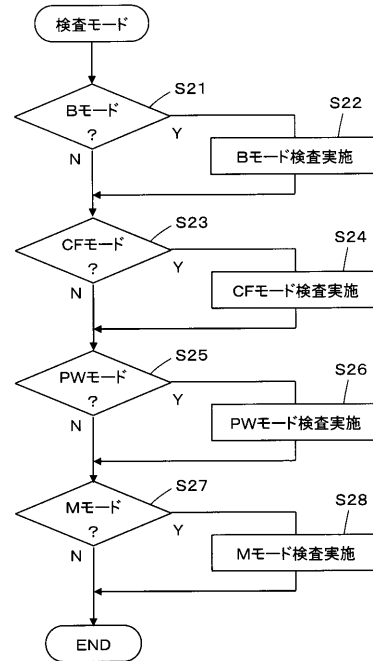 検査モード
S21
Bモード
?
N
Y
S22
Bモード検査実施
S23
CFモード
?
N
Y
S24
CFモード検査実施
S25
PWモード
?
N
Y
S26
PWモード検査実施
S27
Mモード
?
N
Y
S28
Mモード検査実施
END